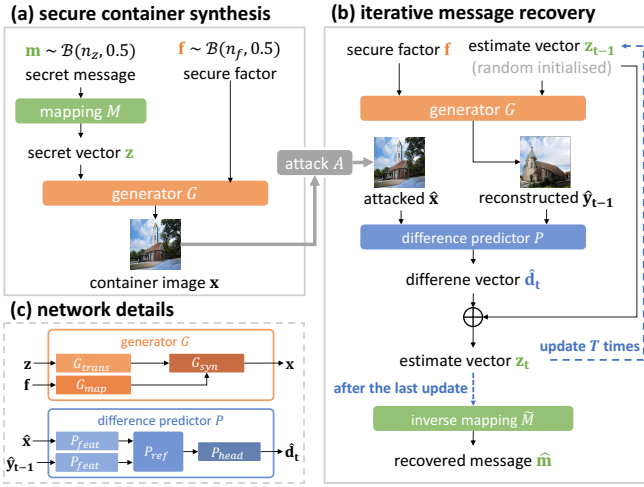 (a) secure container synthesis
m ~ B(n_z, 0.5)
f ~ B(n_f, 0.5)
secret message
secure factor
mapping M
secret vector z
generator G
container image x
attack A
(b) iterative message recovery
secure factor f
estimate vector z_{t−1}
(random initialised)
generator G
attacked x̂
reconstructed ŷ_{t−1}
difference predictor P
differene vector d̂_t
estimate vector z_t
update T times
after the last update
inverse mapping M̃
recovered message m̂
(c) network details
generator G
z G_trans G_syn x
f G_map
difference predictor P
x̂ P_feat P_ref P_head d̂_t
ŷ_{t−1} P_feat